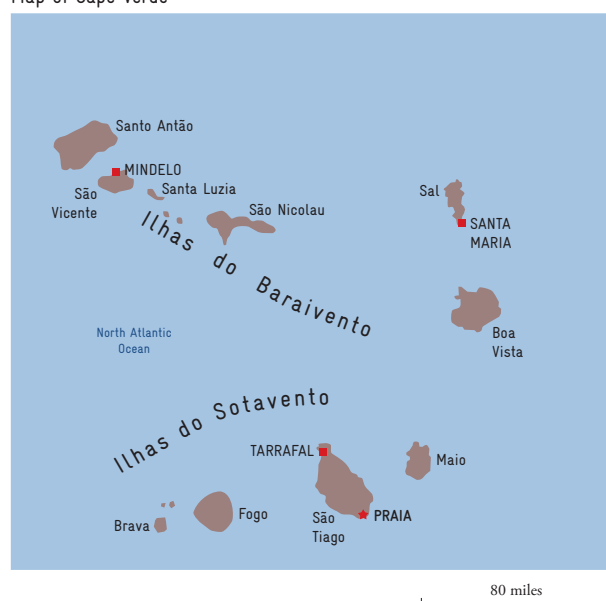 Map of Cape Verde
Santo Antão
MINDELO
São
Vicente
Santa Luzia
São Nicolau
Sal
SANTA
MARIA
Ilhas do Baraivento
Boa
Vista
North Atlantic
Ocean
Ilhas do Sotavento
TARRAFAL
Maio
Brava
Fogo
São
Tiago
PRAIA
80 miles